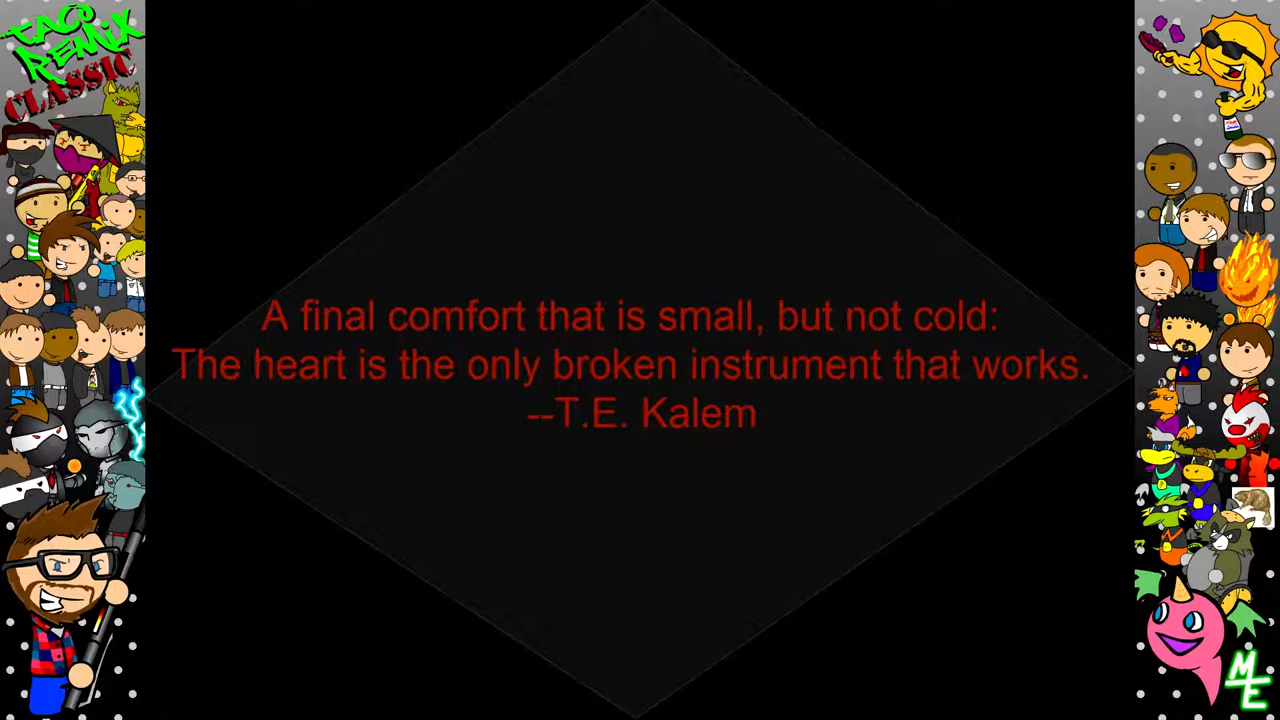 TACO
REMIX
CLASSIC
A final comfort that is small, but not cold:
The heart is the only broken instrument that works.
--T.E. Kalem
M
E